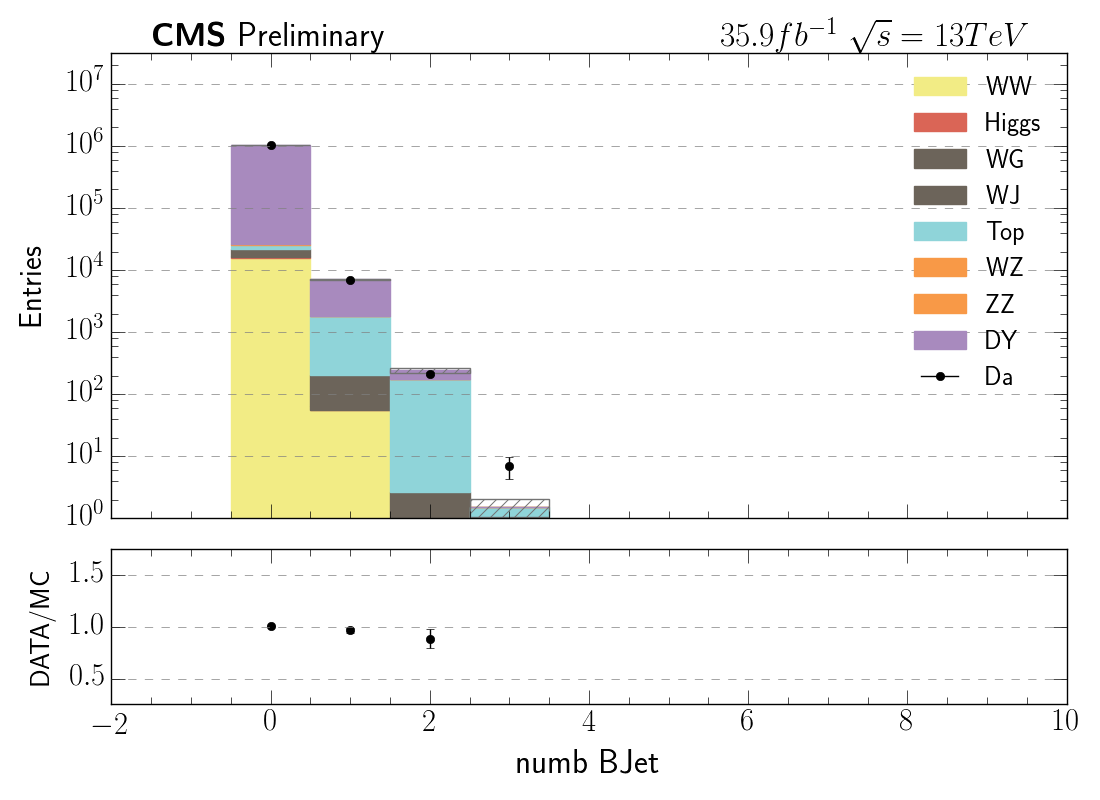 CMS Preliminary 35.9fb⁻¹ √s = 13TeV
Entries
10⁷
10⁶
10⁵
10⁴
10³
10²
10¹
10⁰
WW
Higgs
WG
WJ
Top
WZ
ZZ
DY
Da
DATA/MC
1.5
1.0
0.5
−2 0 2 4 6 8 10
numb BJet